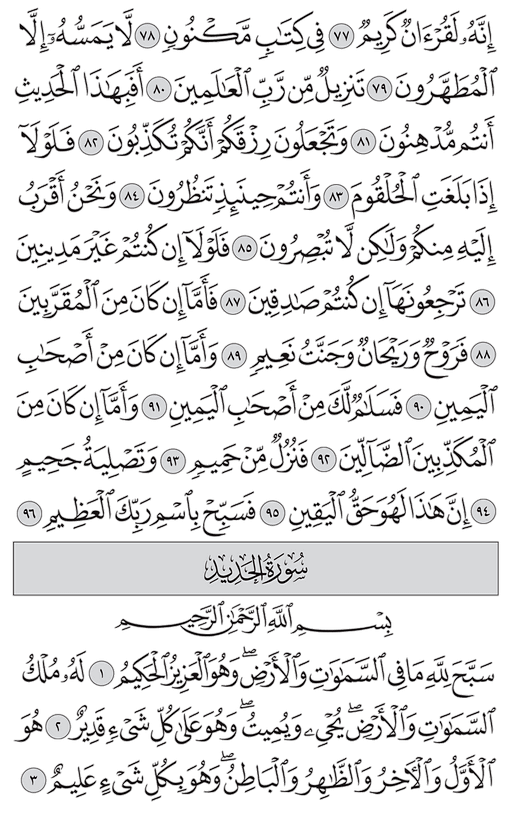 إِنَّهُۥ لَقُرْءَانٌ كَرِيمٌ ٧٧ فِى كِتَٰبٍ مَّكْنُونٍ ٧٨ لَّا يَمَسُّهُۥٓ إِلَّا
ٱلْمُطَهَّرُونَ ٧٩ تَنزِيلٌ مِّن رَّبِّ ٱلْعَٰلَمِينَ ٨٠ أَفَبِهَٰذَا ٱلْحَدِيثِ
أَنتُم مُّدْهِنُونَ ٨١ وَتَجْعَلُونَ رِزْقَكُمْ أَنَّكُمْ تُكَذِّبُونَ ٨٢ فَلَوْلَآ
إِذَا بَلَغَتِ ٱلْحُلْقُومَ ٨٣ وَأَنتُمْ حِينَئِذٍ تَنظُرُونَ ٨٤ وَنَحْنُ أَقْرَبُ
إِلَيْهِ مِنكُمْ وَلَٰكِن لَّا تُبْصِرُونَ ٨٥ فَلَوْلَآ إِن كُنتُمْ غَيْرَ مَدِينِينَ
٨٦ تَرْجِعُونَهَآ إِن كُنتُمْ صَٰدِقِينَ ٨٧ فَأَمَّآ إِن كَانَ مِنَ ٱلْمُقَرَّبِينَ
٨٨ فَرَوْحٌ وَرَيْحَانٌ وَجَنَّتُ نَعِيمٍ ٨٩ وَأَمَّآ إِن كَانَ مِنْ أَصْحَٰبِ
ٱلْيَمِينِ ٩٠ فَسَلَٰمٌ لَّكَ مِنْ أَصْحَٰبِ ٱلْيَمِينِ ٩١ وَأَمَّآ إِن كَانَ مِنَ
ٱلْمُكَذِّبِينَ ٱلضَّآلِّينَ ٩٢ فَنُزُلٌ مِّنْ حَمِيمٍ ٩٣ وَتَصْلِيَةُ جَحِيمٍ
٩٤ إِنَّ هَٰذَا لَهُوَ حَقُّ ٱلْيَقِينِ ٩٥ فَسَبِّحْ بِٱسْمِ رَبِّكَ ٱلْعَظِيمِ ٩٦
سُورَةُ الحَدِيدِ
بِسْمِ ٱللَّهِ ٱلرَّحْمَٰنِ ٱلرَّحِيمِ
سَبَّحَ لِلَّهِ مَا فِى ٱلسَّمَٰوَٰتِ وَٱلْأَرْضِ ۖ وَهُوَ ٱلْعَزِيزُ ٱلْحَكِيمُ ١ لَهُۥ مُلْكُ
ٱلسَّمَٰوَٰتِ وَٱلْأَرْضِ ۖ يُحْىِۦ وَيُمِيتُ ۖ وَهُوَ عَلَىٰ كُلِّ شَىْءٍ قَدِيرٌ ٢ هُوَ
ٱلْأَوَّلُ وَٱلْءَاخِرُ وَٱلظَّٰهِرُ وَٱلْبَاطِنُ ۖ وَهُوَ بِكُلِّ شَىْءٍ عَلِيمٌ ٣